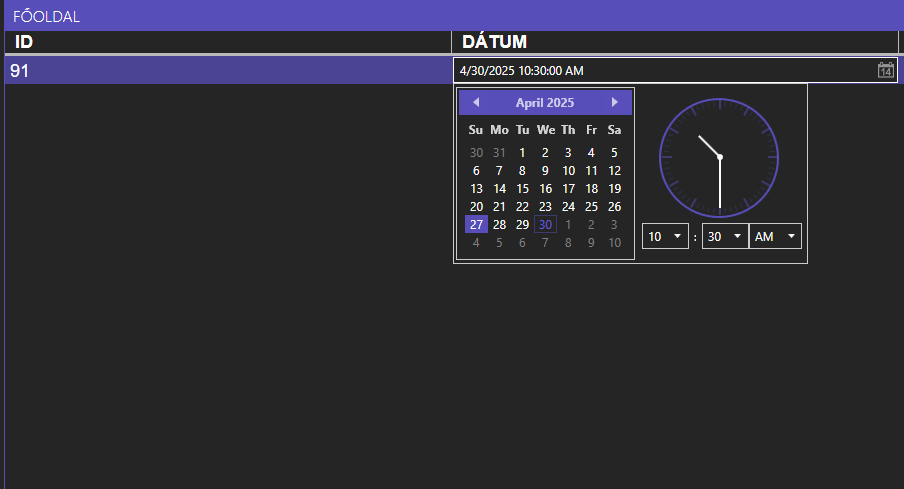 FŐOLDAL
ID DÁTUM
91 4/30/2025 10:30:00 AM 14
April 2025
Su Mo Tu We Th Fr Sa
30 31 1 2 3 4 5
6 7 8 9 10 11 12
13 14 15 16 17 18 19
20 21 22 23 24 25 26
27 28 29 30 1 2 3
4 5 6 7 8 9 10
10 : 30 AM